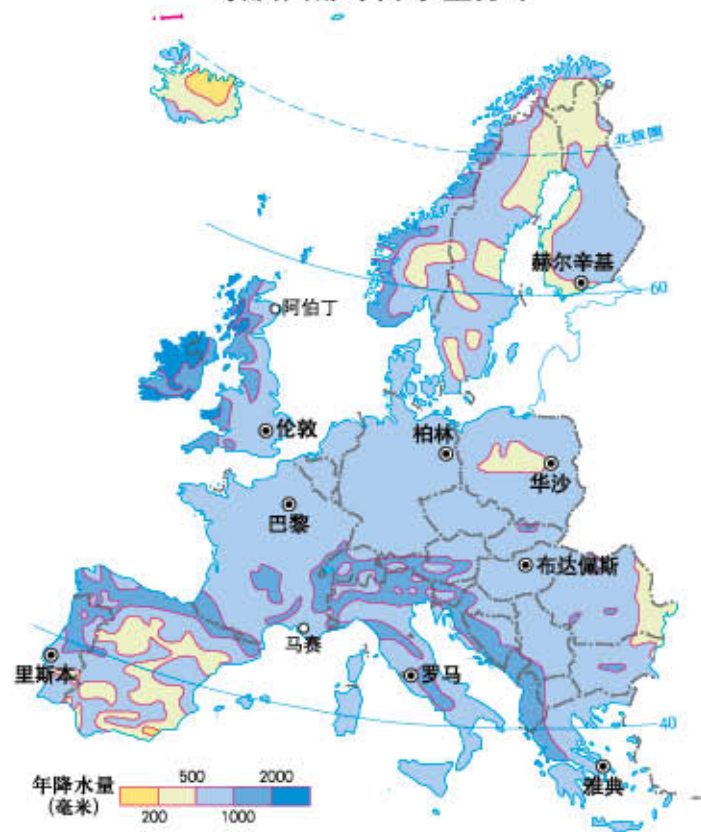 北极圈
赫尔辛基
60
阿伯丁
伦敦
柏林
华沙
巴黎
布达佩斯
马赛
里斯本
罗马
40
雅典
年降水量
(毫米)
500
2000
200
1000